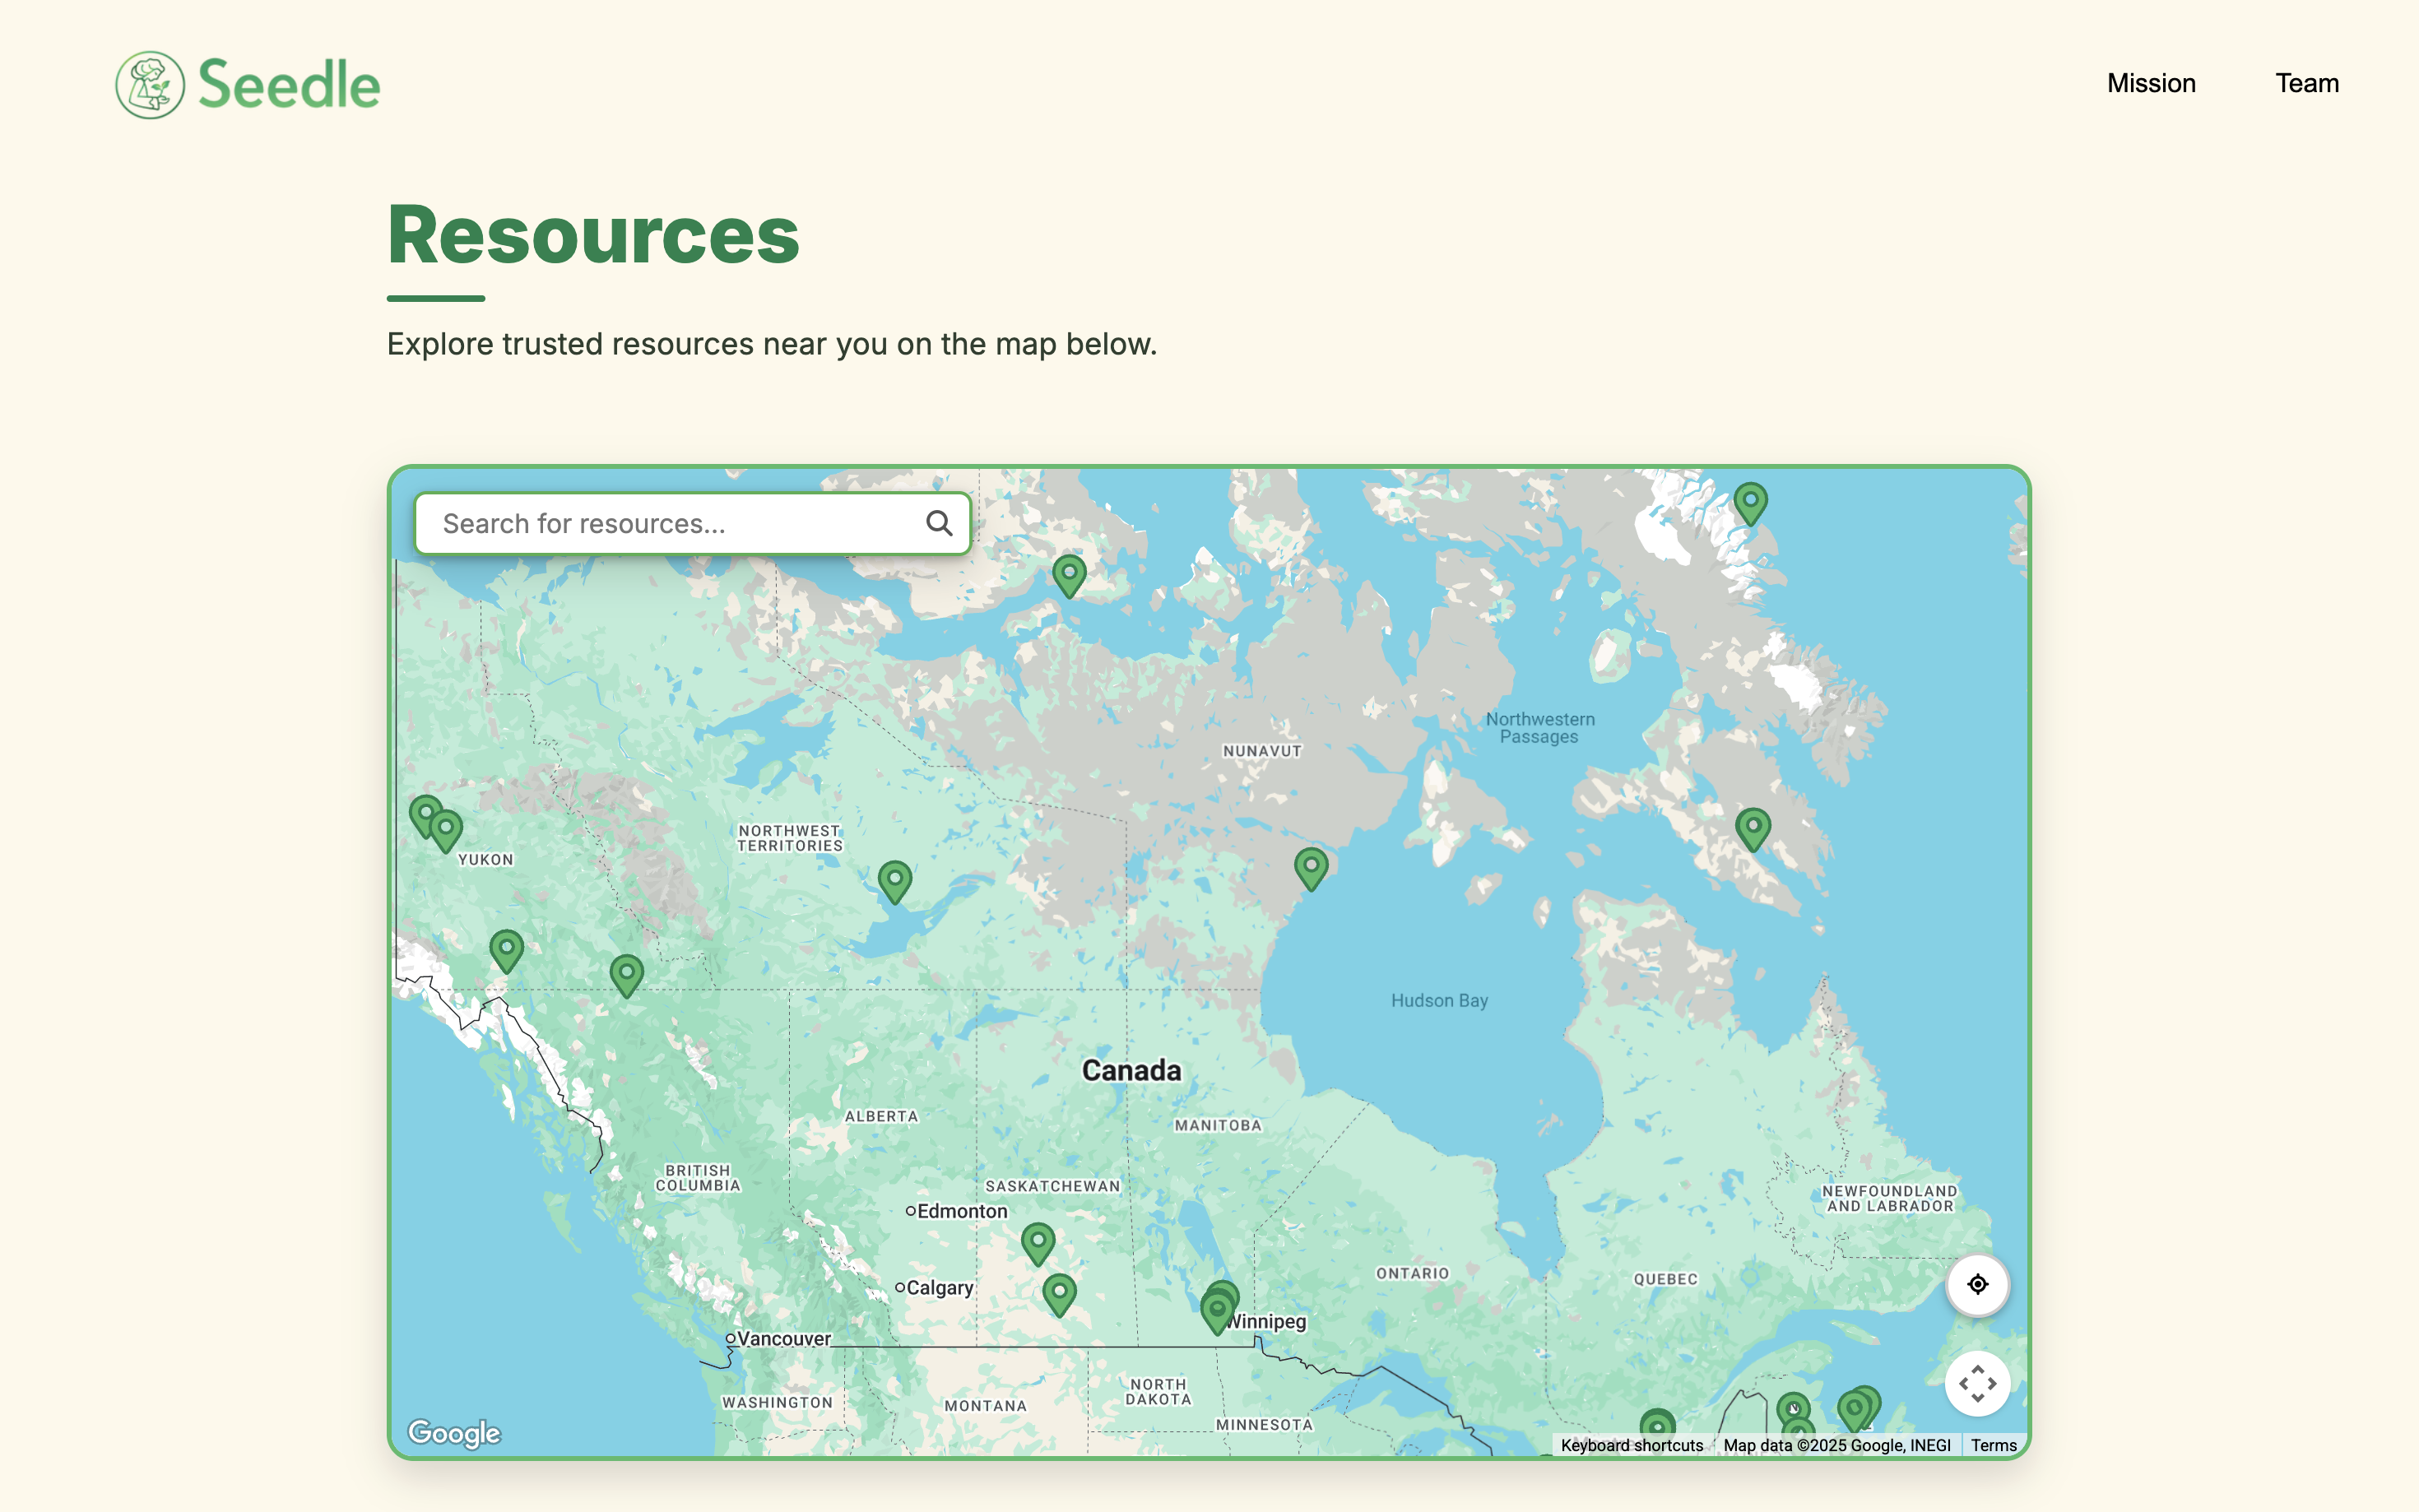 Seedle
Mission
Team
Resources
Explore trusted resources near you on the map below.
Search for resources...
Northwestern
Passages
NUNAVUT
NORTHWEST
TERRITORIES
YUKON
Hudson Bay
Canada
ALBERTA
MANITOBA
BRITISH
COLUMBIA
SASKATCHEWAN
NEWFOUNDLAND
AND LABRADOR
Edmonton
ONTARIO
QUEBEC
Calgary
Winnipeg
Vancouver
NORTH
DAKOTA
WASHINGTON
MONTANA
MINNESOTA
Google
Keyboard shortcuts
Map data ©2025 Google, INEGI
Terms